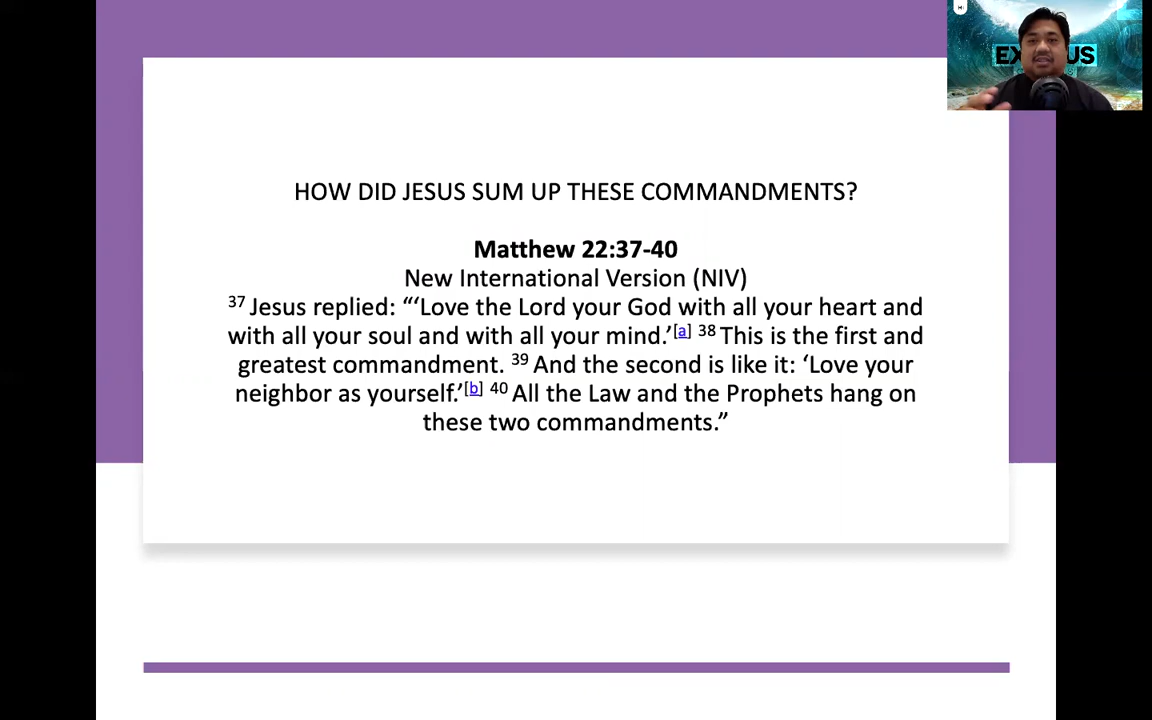 HOW DID JESUS SUM UP THESE COMMANDMENTS?
Matthew 22:37-40
New International Version (NIV)
37 Jesus replied: “‘Love the Lord your God with all your heart and
with all your soul and with all your mind.’[a] 38 This is the first and
greatest commandment. 39 And the second is like it: ‘Love your
neighbor as yourself.’[b] 40 All the Law and the Prophets hang on
these two commandments.”